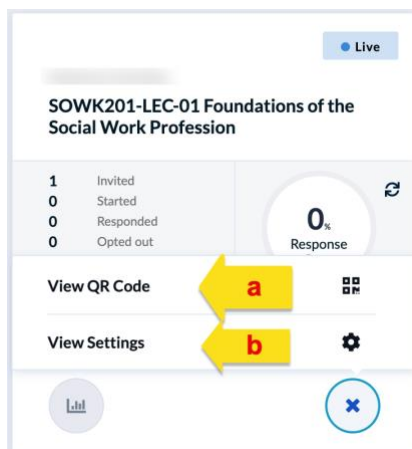 Live
SOWK201-LEC-01 Foundations of the
Social Work Profession
1 Invited
0 Started
0 Responded
0 Opted out
0%
Response
View QR Code
a
View Settings
b